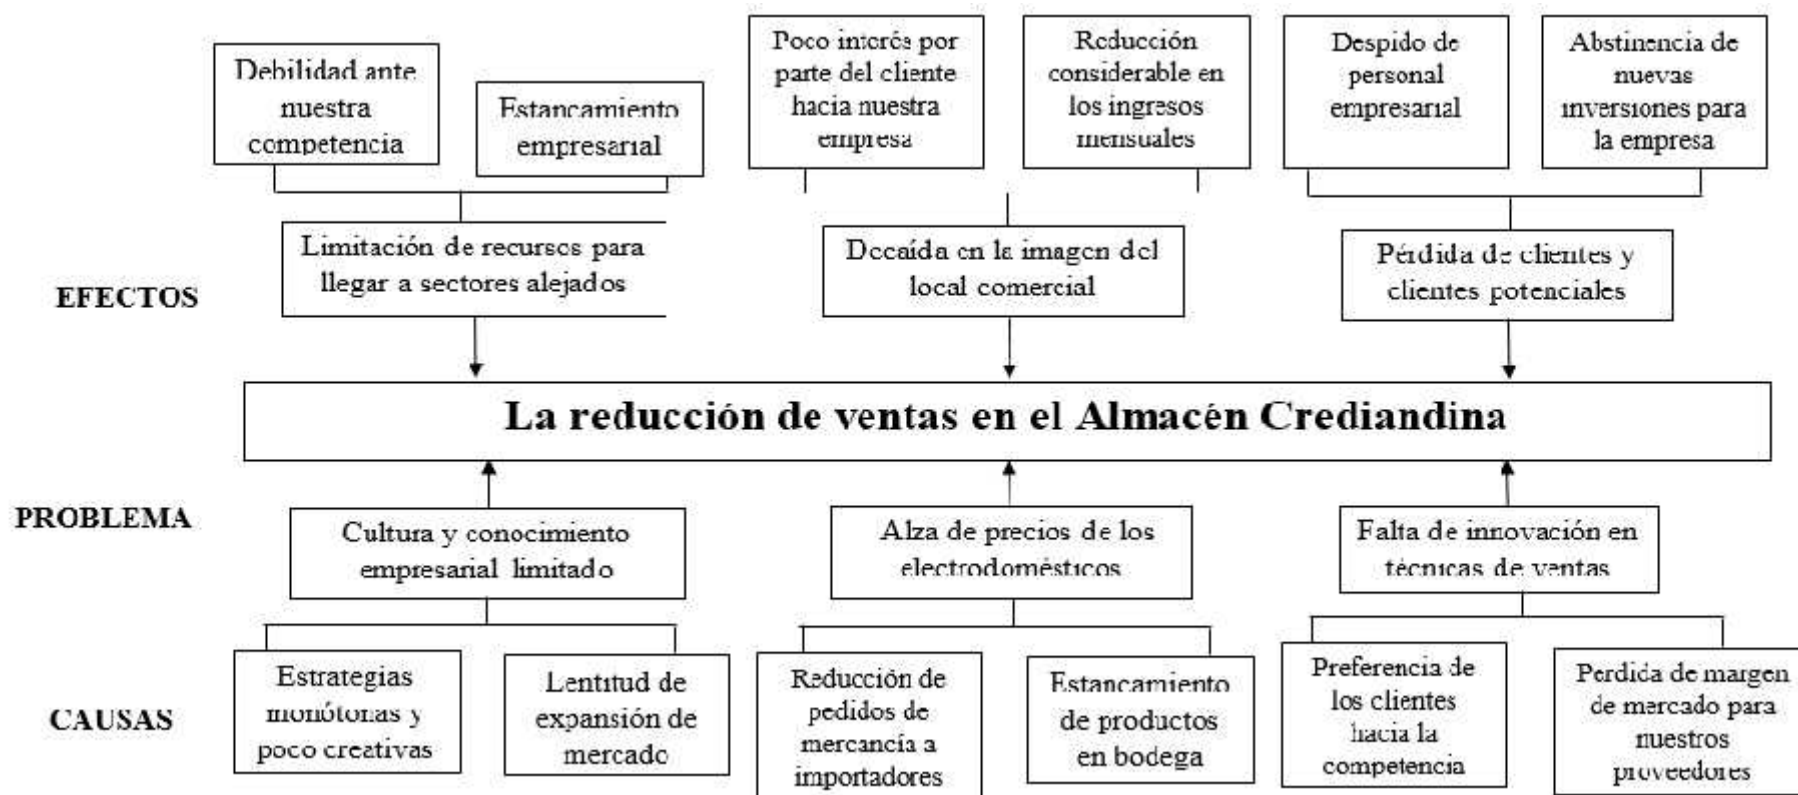 Debilidad ante
nuestra
competencia
Estancamiento
empresarial
Poco interés por
parte del cliente
hacia nuestra
empresa
Reducción
considerable en
los ingresos
mensuales
Despido de
personal
empresarial
Abstinencia de
nuevas
inversiones para
la empresa
Limitación de recursos para
llegar a sectores alejados
Decaída en la imagen del
local comercial
Pérdida de clientes y
clientes potenciales
EFECTOS
La reducción de ventas en el Almacén Crediandina
PROBLEMA
Cultura y conocimiento
empresarial limitado
Alza de precios de los
electrodomésticos
Falta de innovación en
técnicas de ventas
CAUSAS
Estrategias
monótonas y
poco creativas
Lentitud de
expansión de
mercado
Reducción de
pedidos de
mercancía a
importadores
Estancamiento
de productos
en bodega
Preferencia de
los clientes
hacia la
competencia
Perdida de margen
de mercado para
nuestros
proveedores